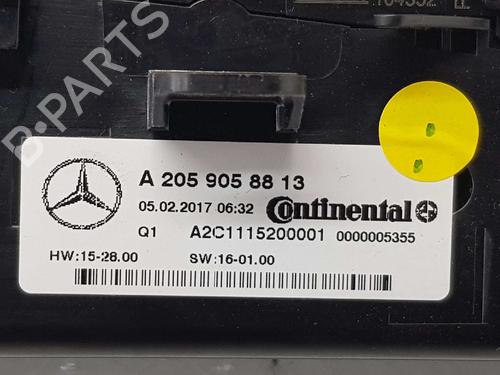 B-PARTS
A 205 905 88 13
05.02.2017 06:32 Continental
Q1 A2C1115200001 0000005355
HW:15-28.00 SW:16-01.00